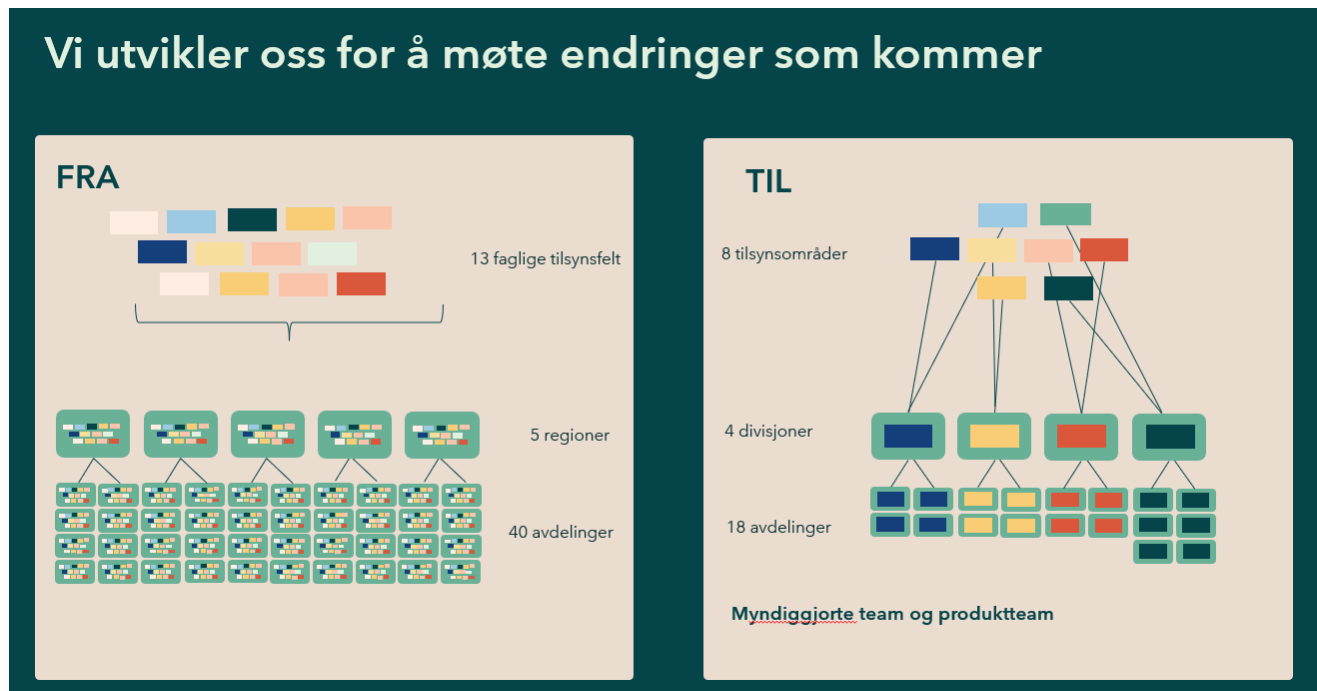 Vi utvikler oss for å møte endringer som kommer
FRA
13 faglige tilsynsfelt
5 regioner
40 avdelinger
TIL
8 tilsynsområder
4 divisjoner
18 avdelinger
Myndiggjorte team og produktteam